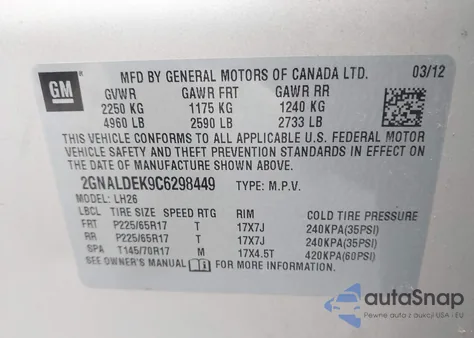 GM
MFD BY GENERAL MOTORS OF CANADA LTD. 03/12
GVWR GAWR FRT GAWR RR
2250 KG 1175 KG 1240 KG
4960 LB 2590 LB 2733 LB
THIS VEHICLE CONFORMS TO ALL APPLICABLE U.S. FEDERAL MOTOR
VEHICLE SAFETY AND THEFT PREVENTION STANDARDS IN EFFECT ON THE
DATE OF MANUFACTURE SHOWN ABOVE.
2GNALDEK9C6298449 TYPE: M.P.V.
MODEL: LH26
LBCL TIRE SIZE SPEED RTG RIM COLD TIRE PRESSURE
FRT P225/65R17 T 17X7J 240KPA(35PSI)
RR P225/65R17 T 17X7J 240KPA(35PSI)
SPA T145/70R17 M 17X4.5T 420KPA(60PSI)
SEE OWNER'S MANUAL i FOR MORE INFORMATION.
autoSnap
Pewne auta z USA i EU